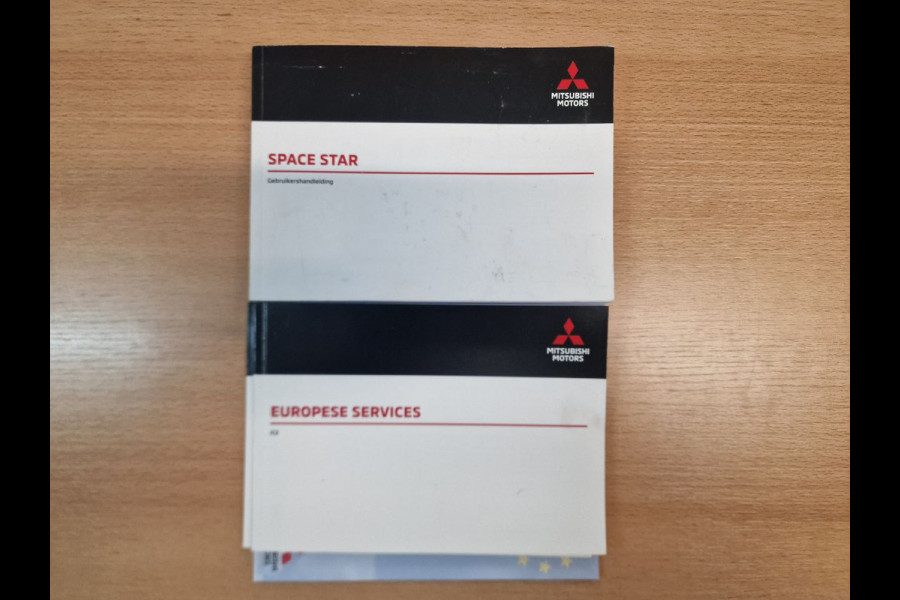 MITSUBISHI
MOTORS
SPACE STAR
Gebruikershandleiding
MITSUBISHI
MOTORS
EUROPESE SERVICES